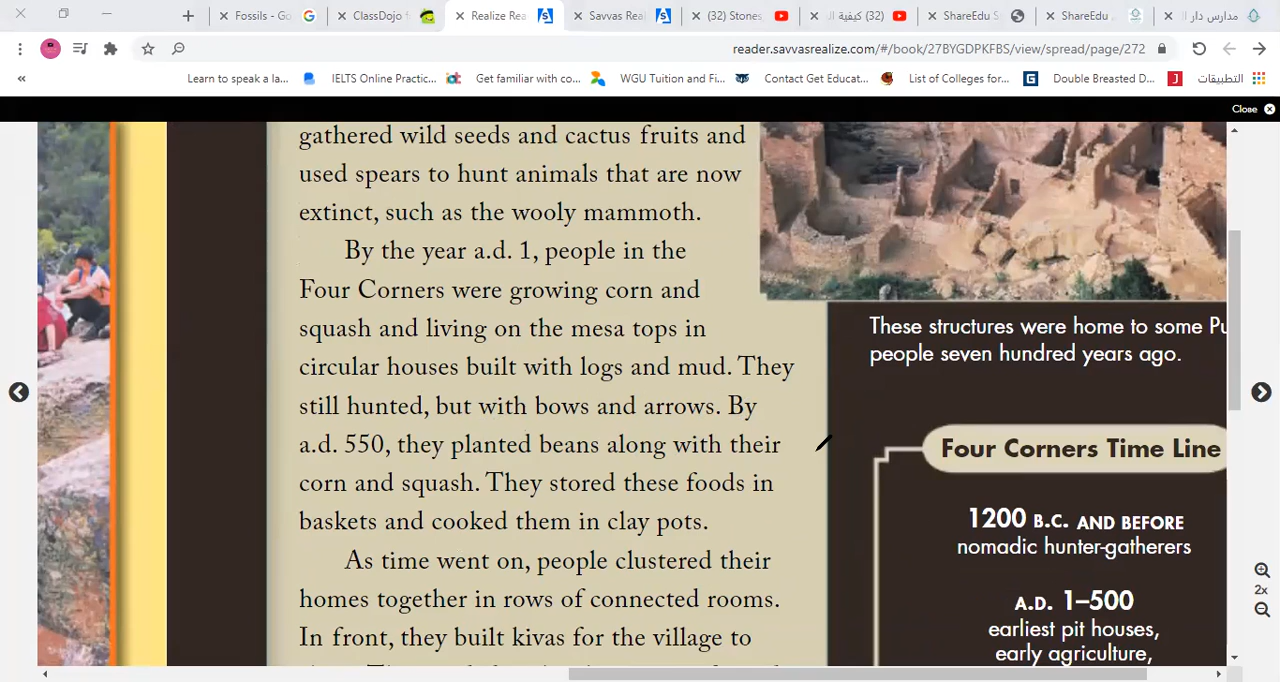 Fossils - Go
ClassDojo
Realize Rea
Savvas Rea
(32) Stones
(32) كيفية ال
ShareEdu S
ShareEdu
مدارس دار ا
reader.savvasrealize.com/#/book/27BYGDPKFBS/view/spread/page/272
Learn to speak a la...
IELTS Online Practic...
Get familiar with co...
WGU Tuition and Fi...
Contact Get Educat...
List of Colleges for...
Double Breasted D...
التطبيقات
Close
gathered wild seeds and cactus fruits and
used spears to hunt animals that are now
extinct, such as the wooly mammoth.
By the year a.d. 1, people in the
Four Corners were growing corn and
squash and living on the mesa tops in
circular houses built with logs and mud. They
still hunted, but with bows and arrows. By
a.d. 550, they planted beans along with their
corn and squash. They stored these foods in
baskets and cooked them in clay pots.
As time went on, people clustered their
homes together in rows of connected rooms.
In front, they built kivas for the village to
These structures were home to some Pu
people seven hundred years ago.
Four Corners Time Line
1200 B.C. AND BEFORE
nomadic hunter-gatherers
A.D. 1–500
earliest pit houses,
early agriculture,
2x